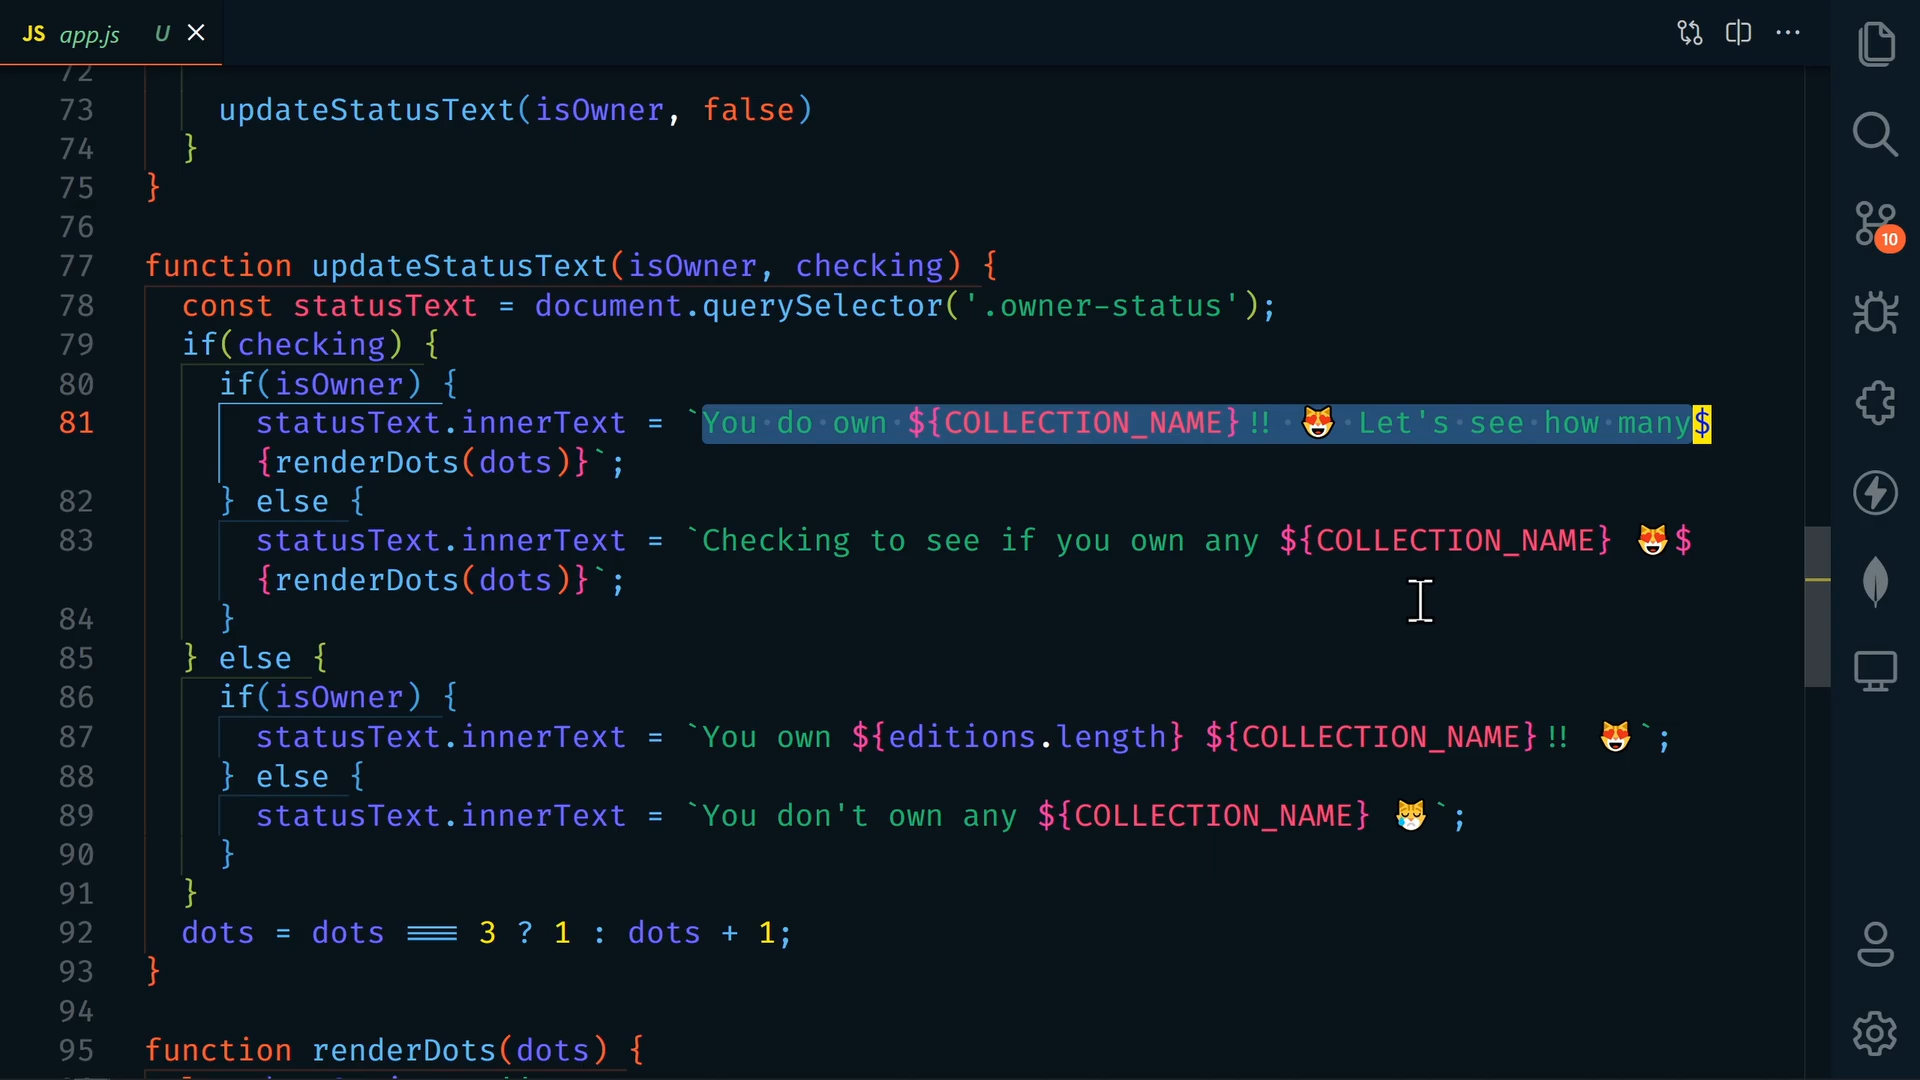 JS app.js U
72
73 updateStatusText(isOwner, false)
74 }
75 }
76
77 function updateStatusText(isOwner, checking) {
78 const statusText = document.querySelector('.owner-status');
79 if(checking) {
80 if(isOwner) {
81 statusText.innerText = `You do own ${COLLECTION_NAME}!! 😻 Let's see how many$
{renderDots(dots)}`;
82 } else {
83 statusText.innerText = `Checking to see if you own any ${COLLECTION_NAME} 😻$
{renderDots(dots)}`;
84 }
85 } else {
86 if(isOwner) {
87 statusText.innerText = `You own ${editions.length} ${COLLECTION_NAME}!! 😻`;
88 } else {
89 statusText.innerText = `You don't own any ${COLLECTION_NAME} 😿`;
90 }
91 }
92 dots = dots === 3 ? 1 : dots + 1;
93 }
94
95 function renderDots(dots) {
10